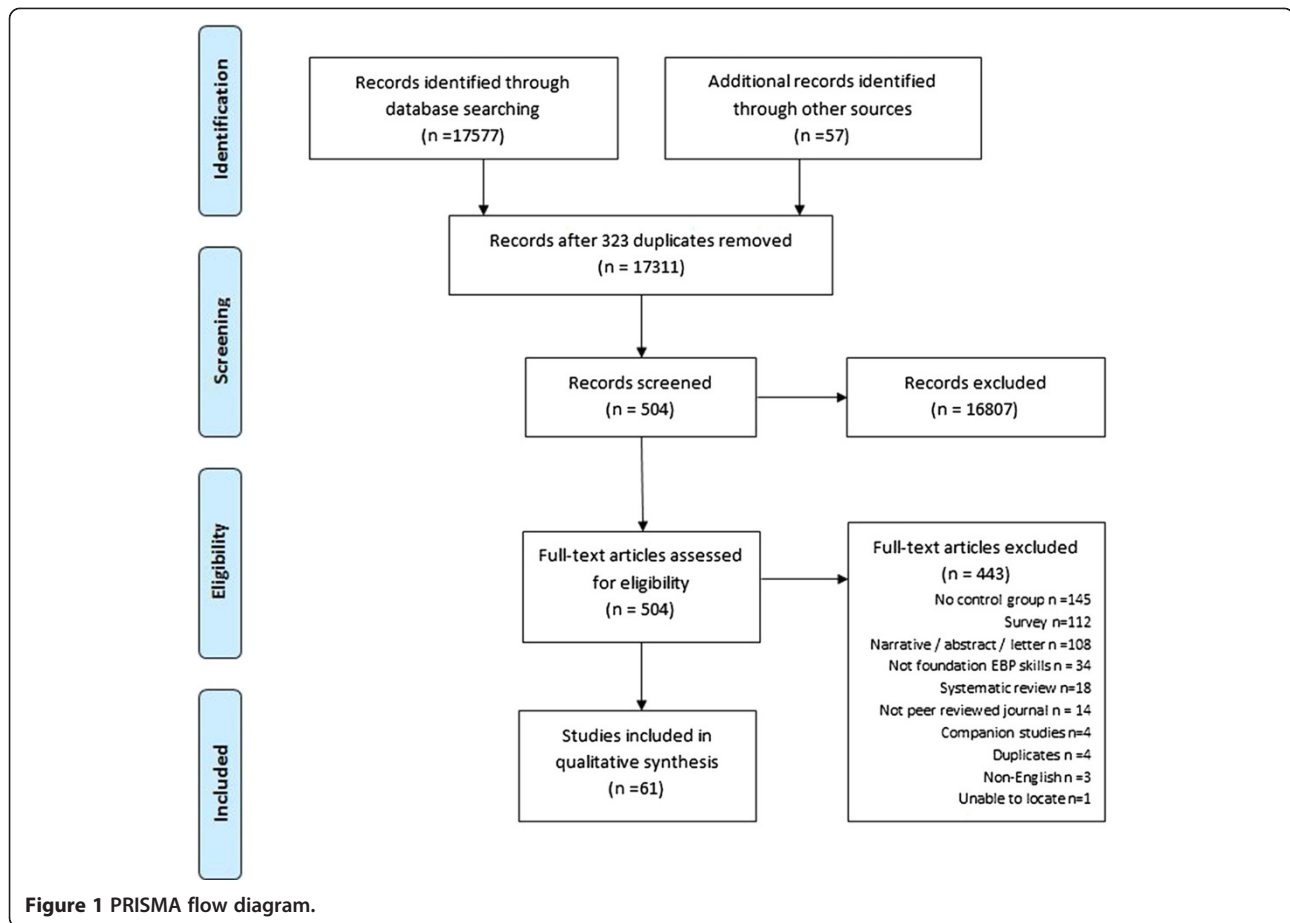 Identification
Records identified through
database searching
(n =17577)
Additional records identified
through other sources
(n =57)
Records after 323 duplicates removed
(n = 17311)
Screening
Records screened
(n = 504)
Records excluded
(n = 16807)
Eligibility
Full-text articles assessed
for eligibility
(n = 504)
Full-text articles excluded
(n = 443)
No control group n =145
Survey n=112
Narrative / abstract / letter n =108
Not foundation EBP skills n = 34
Systematic review n=18
Not peer reviewed journal n = 14
Companion studies n=4
Duplicates n=4
Non-English n =3
Unable to locate n=1
Included
Studies included in
qualitative synthesis
(n =61)
Figure 1 PRISMA flow diagram.